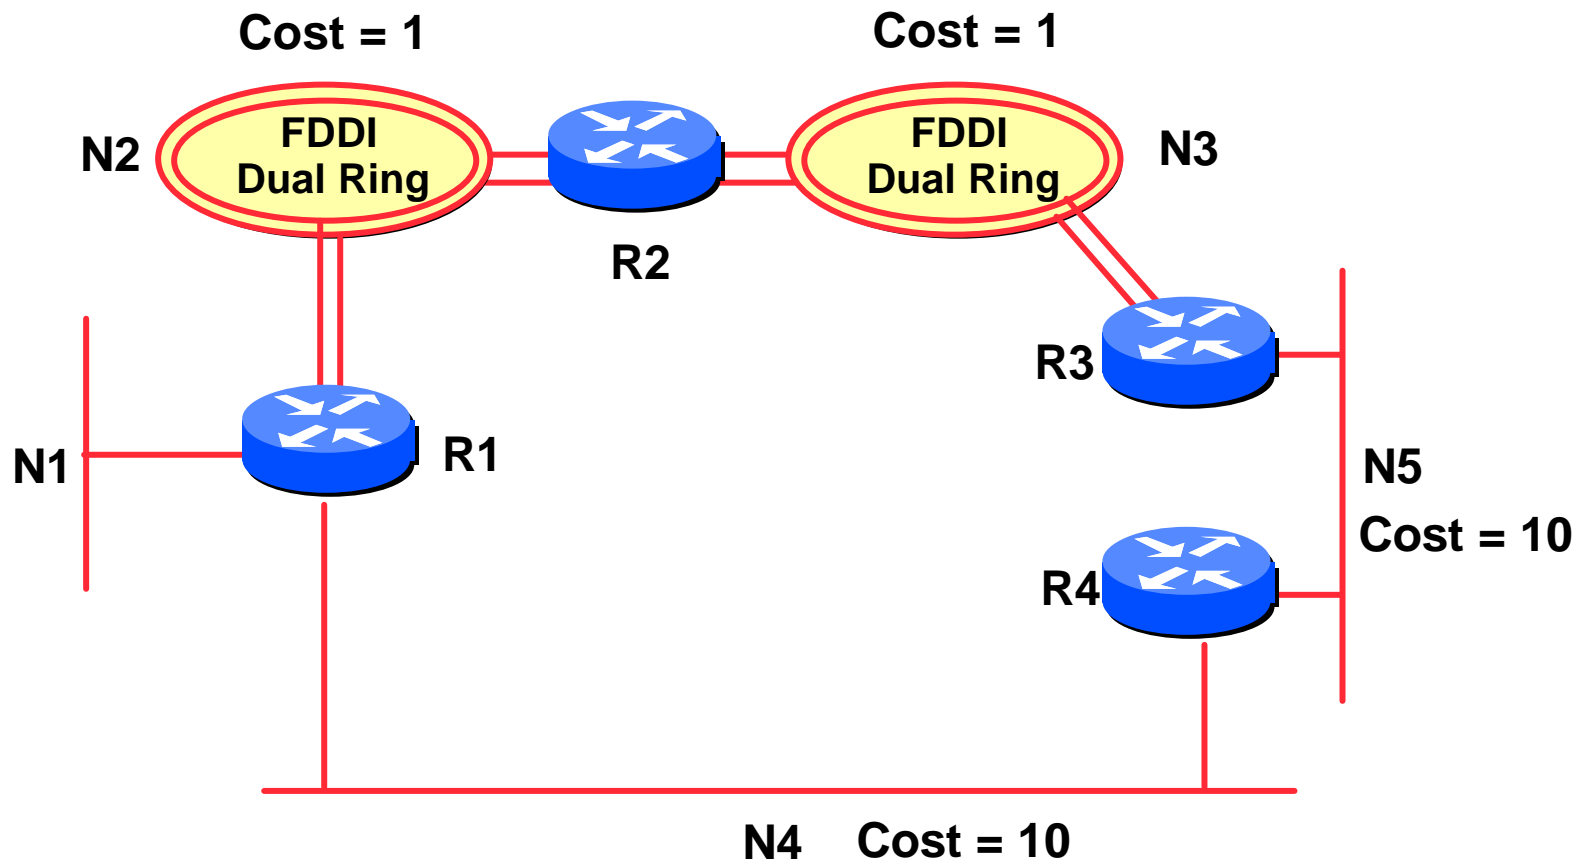 Cost = 1
Cost = 1
N2
FDDI
Dual Ring
FDDI
Dual Ring
N3
R2
R3
N1
R1
N5
Cost = 10
R4
N4 Cost = 10